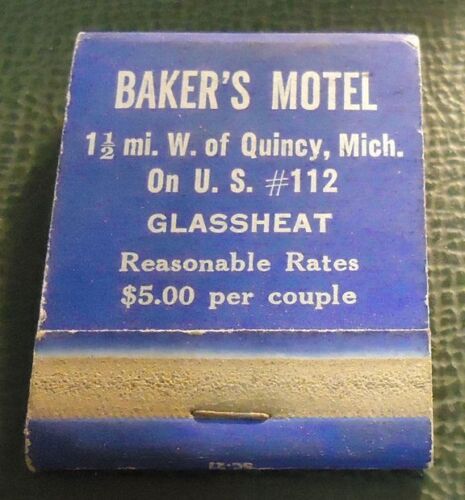 BAKER'S MOTEL
1½ mi. W. of Quincy, Mich.
On U. S. #112
GLASSHEAT
Reasonable Rates
$5.00 per couple